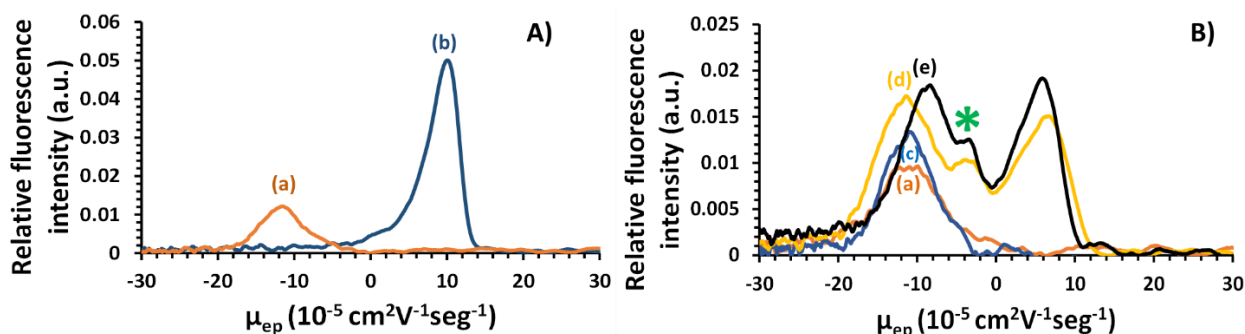 A)
Relative fluorescence
intensity (a.u.)
0.06
0.05
0.04
0.03
0.02
0.01
0
(a)
(b)
-30 -20 -10 0 10 20 30
μep (10-5 cm2V-1seg-1)
B)
Relative fluorescence
intensity (a.u.)
0.025
0.02
0.015
0.01
0.005
0
(d)
(e)
*
(c)
(a)
-30 -20 -10 0 10 20 30
μep (10-5 cm2V-1seg-1)